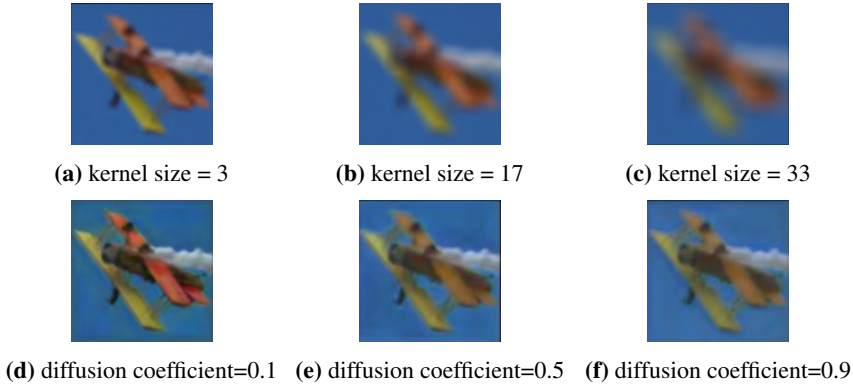 (a) kernel size = 3
(b) kernel size = 17
(c) kernel size = 33
(d) diffusion coefficient=0.1
(e) diffusion coefficient=0.5
(f) diffusion coefficient=0.9